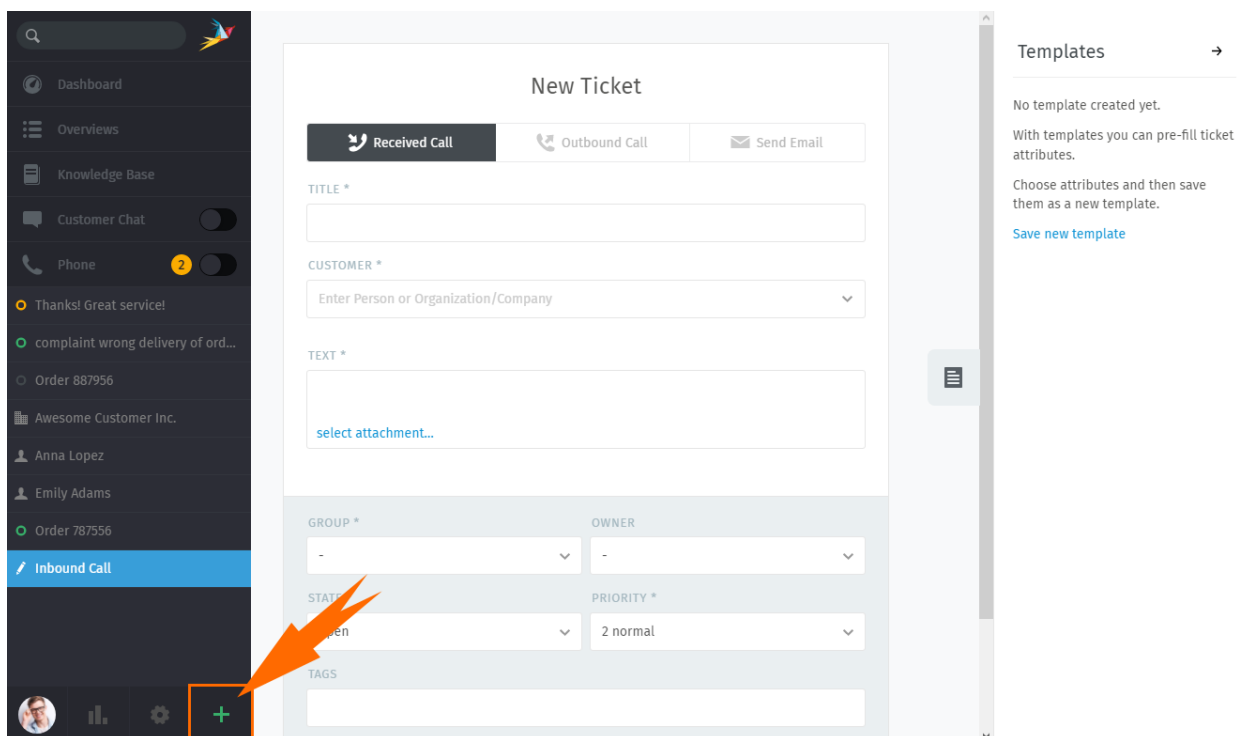 Dashboard
Overviews
Knowledge Base
Customer Chat
Phone 2
Thanks! Great service!
complaint wrong delivery of ord...
Order 887956
Awesome Customer Inc.
Anna Lopez
Emily Adams
Order 787556
Inbound Call
New Ticket
Received Call Outbound Call Send Email
TITLE *
CUSTOMER *
Enter Person or Organization/Company
TEXT *
select attachment...
GROUP * OWNER
- -
PRIORITY *
2 normal
TAGS
Templates →
No template created yet.
With templates you can pre-fill ticket
attributes.
Choose attributes and then save
them as a new template.
Save new template